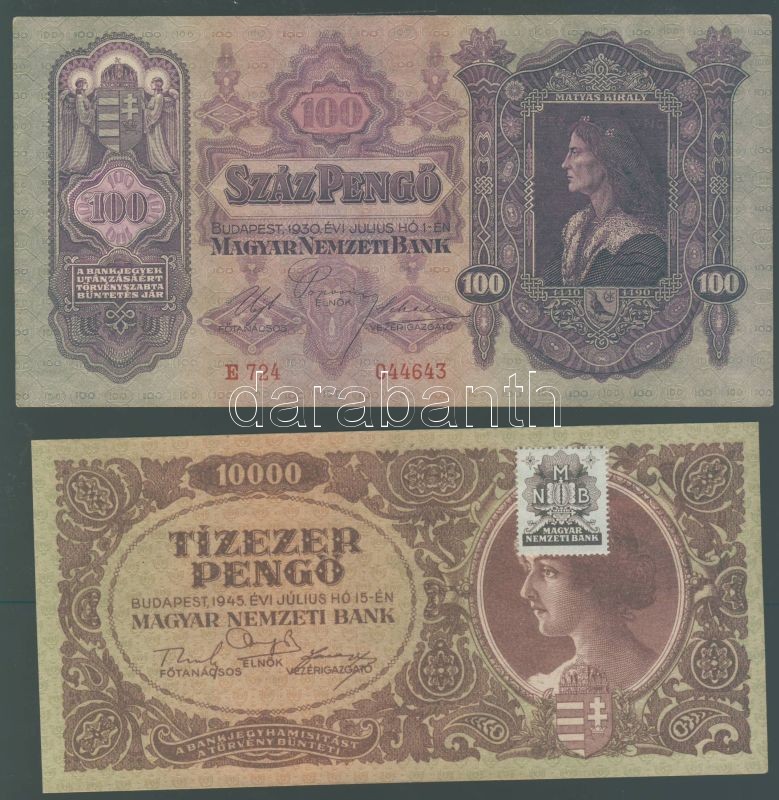 100
MÁTYÁS KIRÁLY
SZÁZ PENGŐ
100
BUDAPEST, 1930. ÉVI JULIUS HÓ 1-ÉN
MAGYAR NEMZETI BANK
A BANKJEGYEK
UTÁNZÁSÁÉRT
TÖRVÉNYSZABTA
BÜNTETÉS JÁR
100
100
1440
1490
FŐTANÁCSOS
ELNÖK
VEZÉRIGAZGATÓ
E 724
044643
darabanth
10000
M
N
B
MAGYAR
NEMZETI BANK
TÍZEZER
PENGŐ
BUDAPEST, 1945. ÉVI JÚLIUS HÓ 15-ÉN
MAGYAR NEMZETI BANK
FŐTANÁCSOS
ELNÖK
VEZÉRIGAZGATÓ
A BANKJEGYHAMISÍTÁST
A TÖRVÉNY BÜNTETI